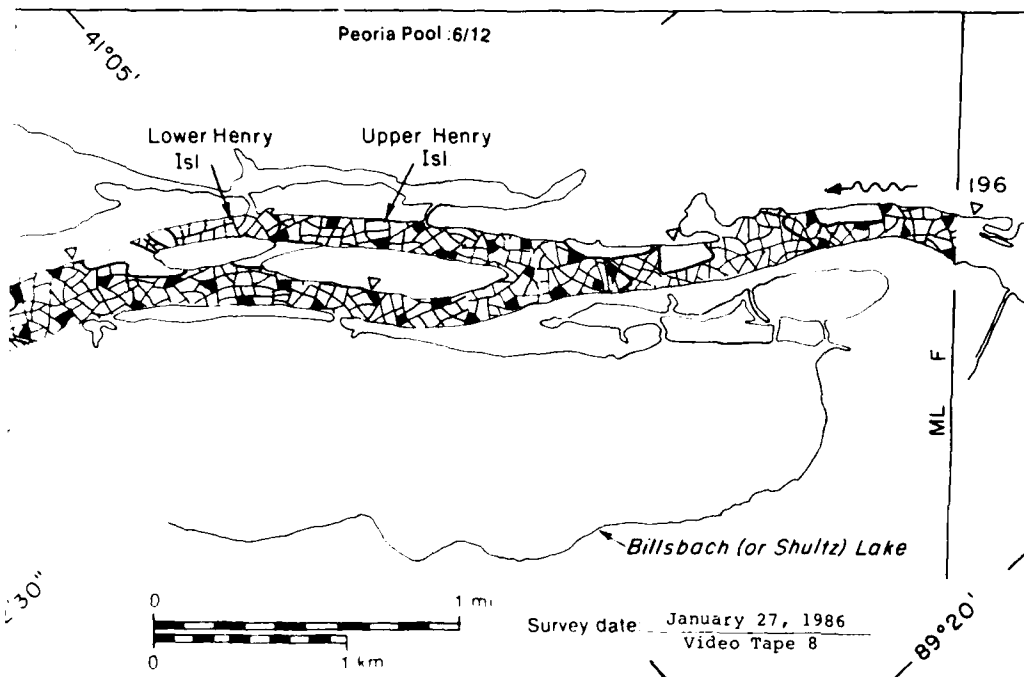 Peoria Pool :6/12
41°05'
Lower Henry
Isl
Upper Henry
Isl.
196
ML F
Billsbach (or Shultz) Lake
'30"
0 1 mi
0 1 km
Survey date January 27, 1986
Video Tape 8
89°20'